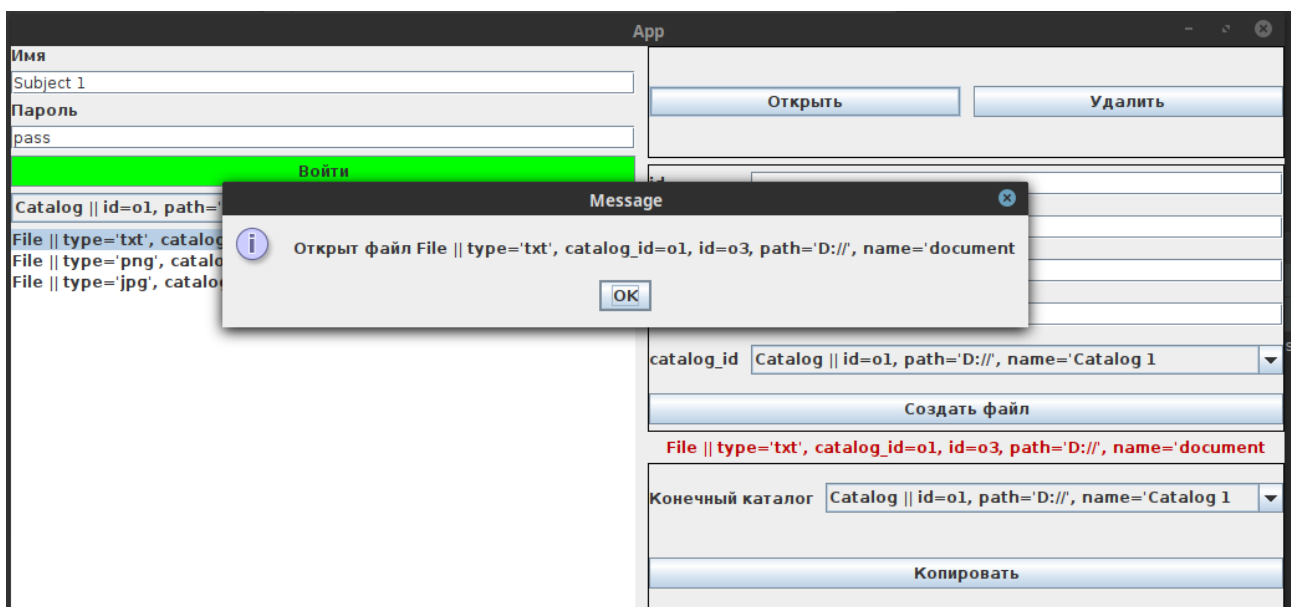 App
Имя
Subject 1
Пароль
pass
Войти
Catalog || id=o1, path='
File || type='txt', catalog
File || type='png', catalo
File || type='jpg', catalo
Message
Открыт файл File || type='txt', catalog_id=o1, id=o3, path='D://', name='document
OK
Открыть
Удалить
id
catalog_id Catalog || id=o1, path='D://', name='Catalog 1
Создать файл
File || type='txt', catalog_id=o1, id=o3, path='D://', name='document
Конечный каталог Catalog || id=o1, path='D://', name='Catalog 1
Копировать